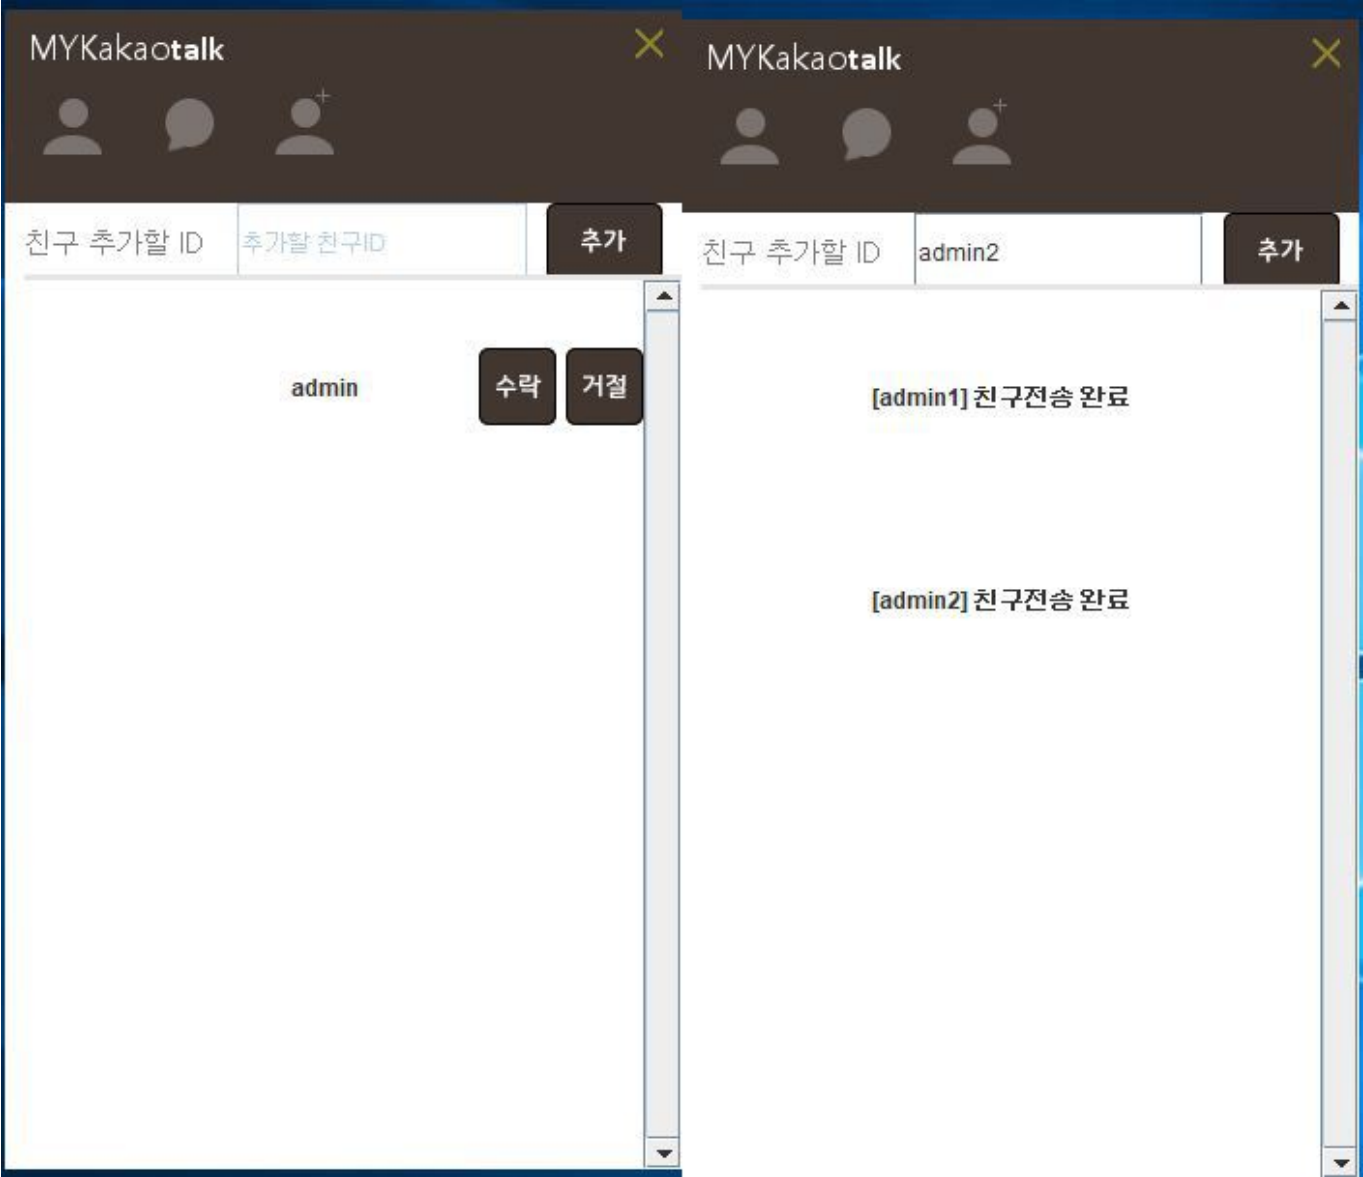 MYKakaotalk
친구 추가할 ID 추가할 친구ID 추가
admin 수락 거절
MYKakaotalk
친구 추가할 ID admin2 추가
[admin1] 친구전송 완료
[admin2] 친구전송 완료